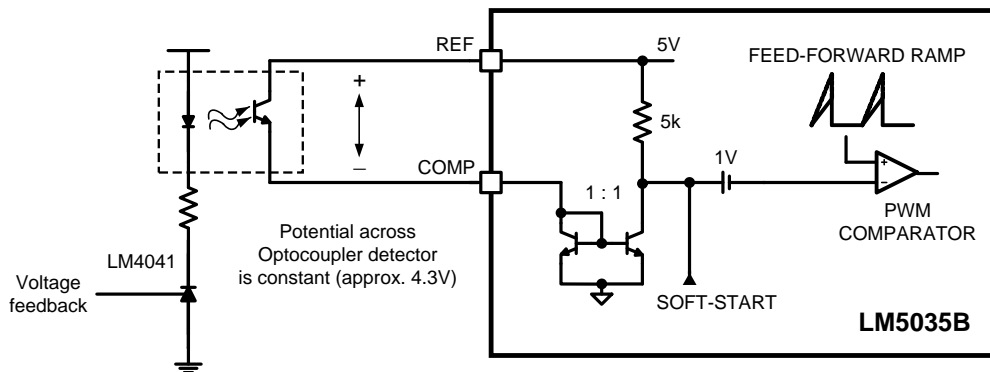 REF
5V
FEED-FORWARD RAMP
+
5k
–
COMP
1 : 1
1V
+
–
PWM
COMPARATOR
Potential across
Optocoupler detector
is constant (approx. 4.3V)
LM4041
Voltage
feedback
SOFT-START
LM5035B